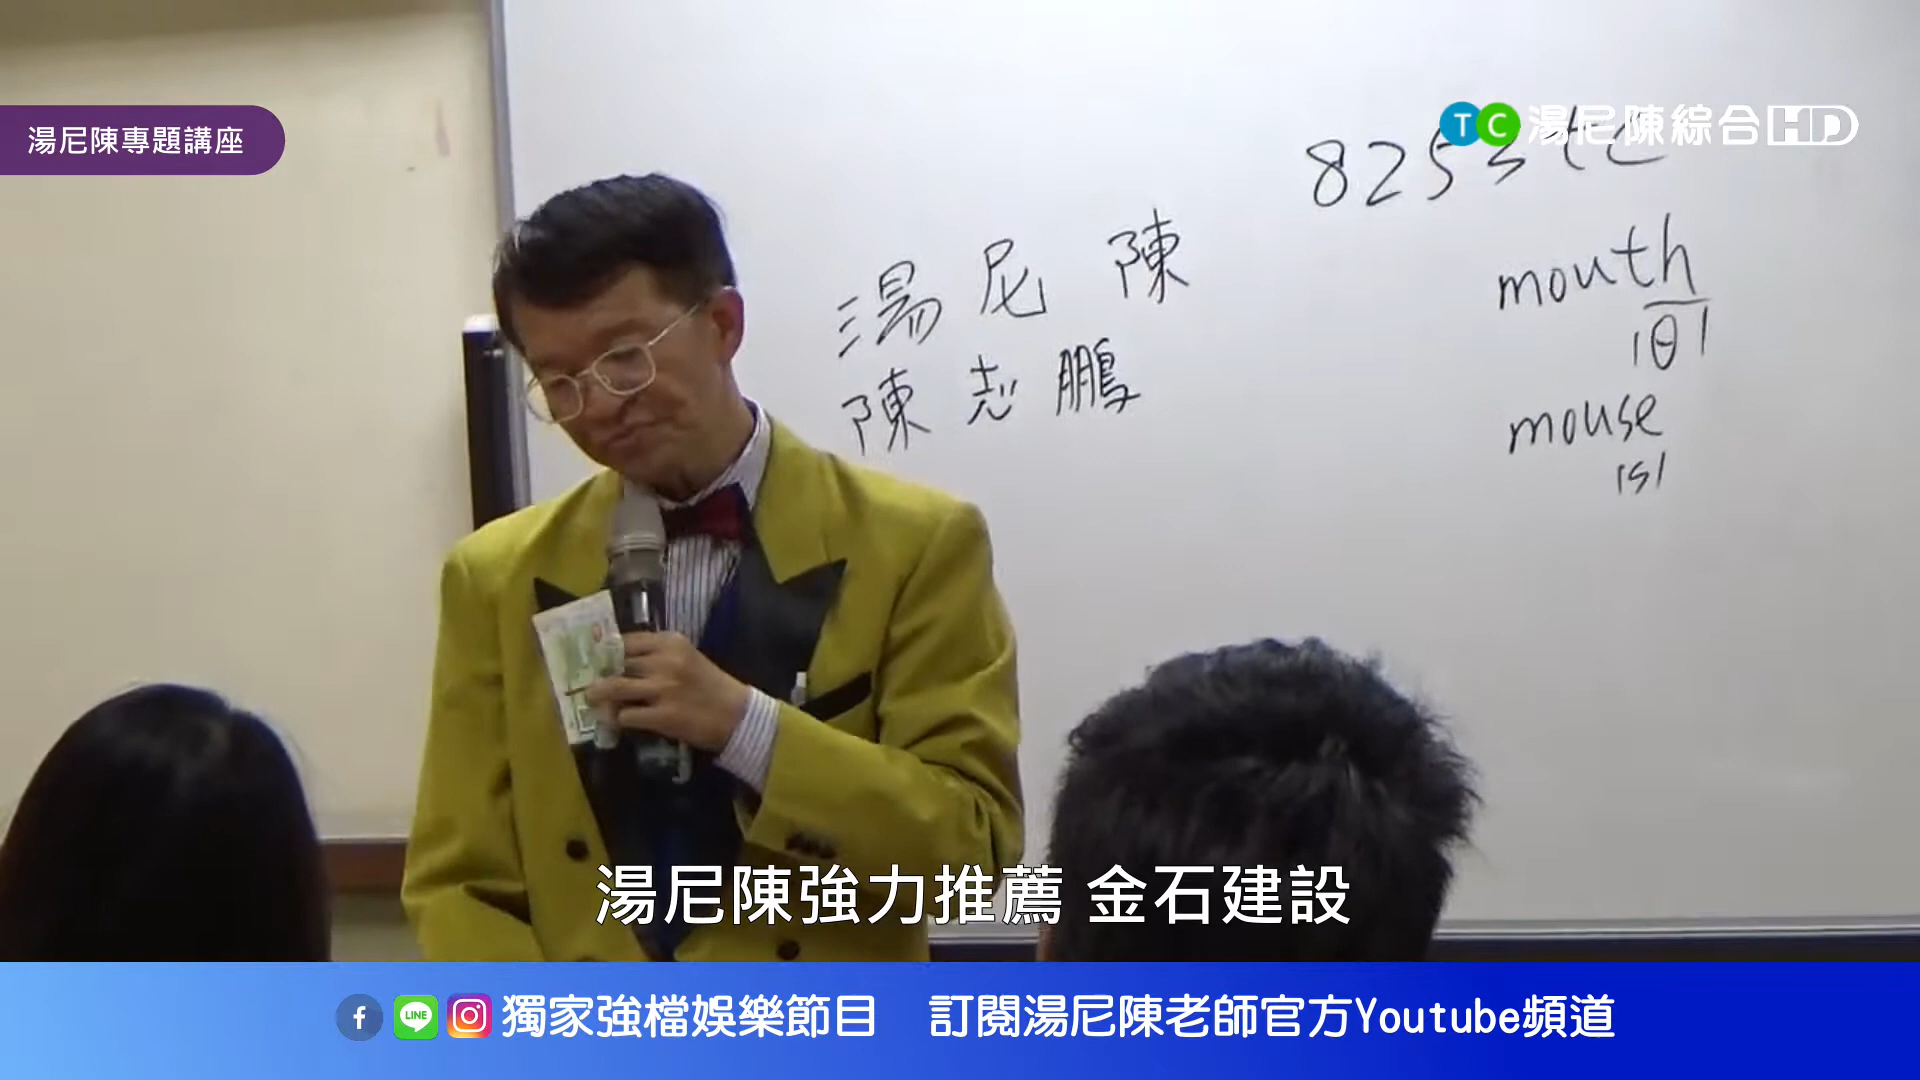 湯尼陳專題講座
TC 湯尼陳綜合HD
8253 tc
湯尼陳
陳志鵬
mouth
|θ|
mouse
|s|
湯尼陳強力推薦 金石建設
LINE
獨家強檔娛樂節目 訂閱湯尼陳老師官方Youtube頻道